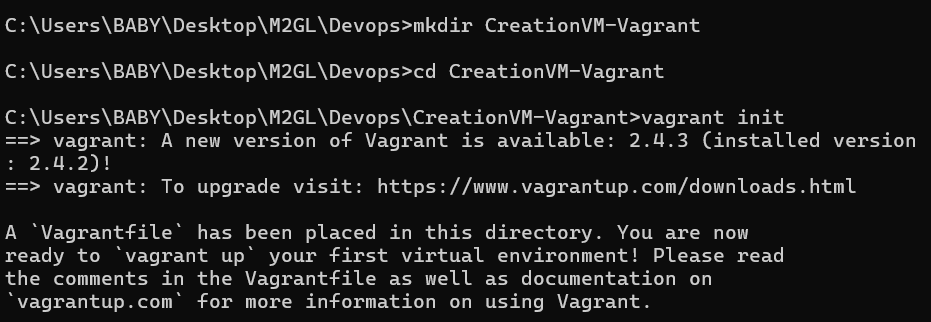 C:\Users\BABY\Desktop\M2GL\Devops>mkdir CreationVM-Vagrant
C:\Users\BABY\Desktop\M2GL\Devops>cd CreationVM-Vagrant
C:\Users\BABY\Desktop\M2GL\Devops\CreationVM-Vagrant>vagrant init
==> vagrant: A new version of Vagrant is available: 2.4.3 (installed version
: 2.4.2)!
==> vagrant: To upgrade visit: https://www.vagrantup.com/downloads.html
A `Vagrantfile` has been placed in this directory. You are now
ready to `vagrant up` your first virtual environment! Please read
the comments in the Vagrantfile as well as documentation on
`vagrantup.com` for more information on using Vagrant.